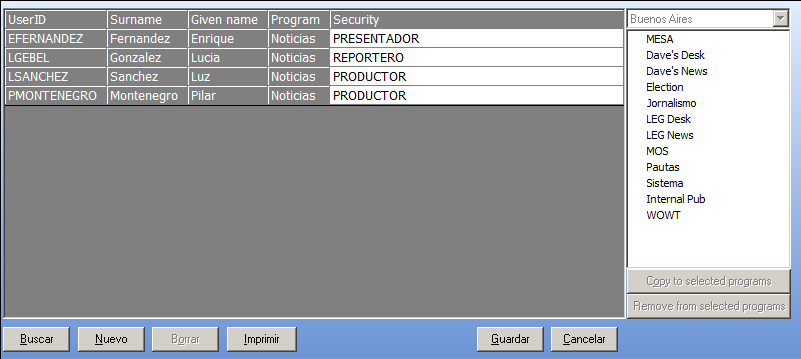 UserID Surname Given name Program Security
EFERNANDEZ Fernandez Enrique Noticias PRESENTADOR
LGEBEL Gonzalez Lucia Noticias REPORTERO
LSANCHEZ Sanchez Luz Noticias PRODUCTOR
PMONTENEGRO Montenegro Pilar Noticias PRODUCTOR
Buenos Aires
MESA
Dave's Desk
Dave's News
Election
Jornalismo
LEG Desk
LEG News
MOS
Pautas
Sistema
Internal Pub
WOWT
Copy to selected programs
Remove from selected programs
Buscar Nuevo Borrar Imprimir Guardar Cancelar